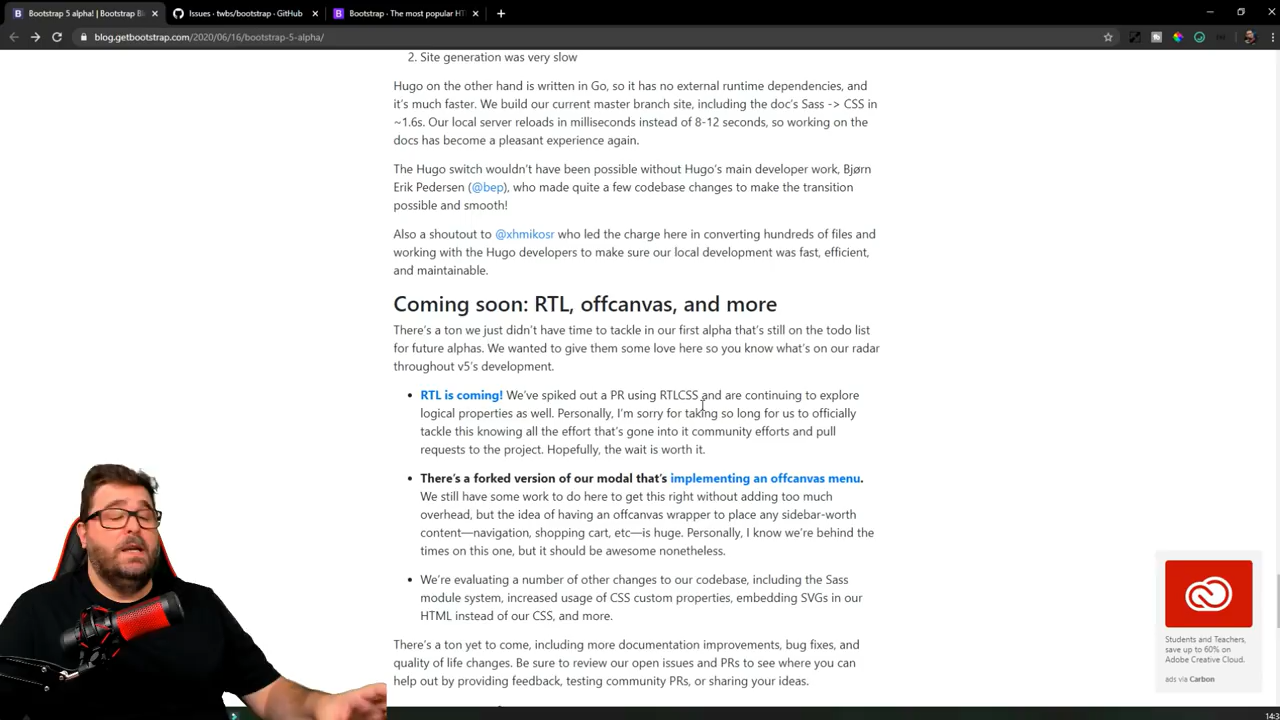 Bootstrap 5 alpha! | Bootstrap Bl
Issues · twbs/bootstrap · GitHub
Bootstrap · The most popular HT
blog.getbootstrap.com/2020/06/16/bootstrap-5-alpha/
2. Site generation was very slow
Hugo on the other hand is written in Go, so it has no external runtime dependencies, and
it's much faster. We build our current master branch site, including the doc's Sass -> CSS in
~1.6s. Our local server reloads in milliseconds instead of 8-12 seconds, so working on the
docs has become a pleasant experience again.
The Hugo switch wouldn't have been possible without Hugo's main developer work, Bjørn
Erik Pedersen (@bep), who made quite a few codebase changes to make the transition
possible and smooth!
Also a shoutout to @xhmikosr who led the charge here in converting hundreds of files and
working with the Hugo developers to make sure our local development was fast, efficient,
and maintainable.
Coming soon: RTL, offcanvas, and more
There's a ton we just didn't have time to tackle in our first alpha that's still on the todo list
for future alphas. We wanted to give them some love here so you know what's on our radar
throughout v5's development.
• RTL is coming! We've spiked out a PR using RTLCSS and are continuing to explore
logical properties as well. Personally, I'm sorry for taking so long for us to officially
tackle this knowing all the effort that's gone into it community efforts and pull
requests to the project. Hopefully, the wait is worth it.
• There's a forked version of our modal that's implementing an offcanvas menu.
We still have some work to do here to get this right without adding too much
overhead, but the idea of having an offcanvas wrapper to place any sidebar-worth
content—navigation, shopping cart, etc—is huge. Personally, I know we're behind the
times on this one, but it should be awesome nonetheless.
• We're evaluating a number of other changes to our codebase, including the Sass
module system, increased usage of CSS custom properties, embedding SVGs in our
HTML instead of our CSS, and more.
There's a ton yet to come, including more documentation improvements, bug fixes, and
quality of life changes. Be sure to review our open issues and PRs to see where you can
help out by providing feedback, testing community PRs, or sharing your ideas.
Students and Teachers,
save up to 60% on
Adobe Creative Cloud.
ads via Carbon